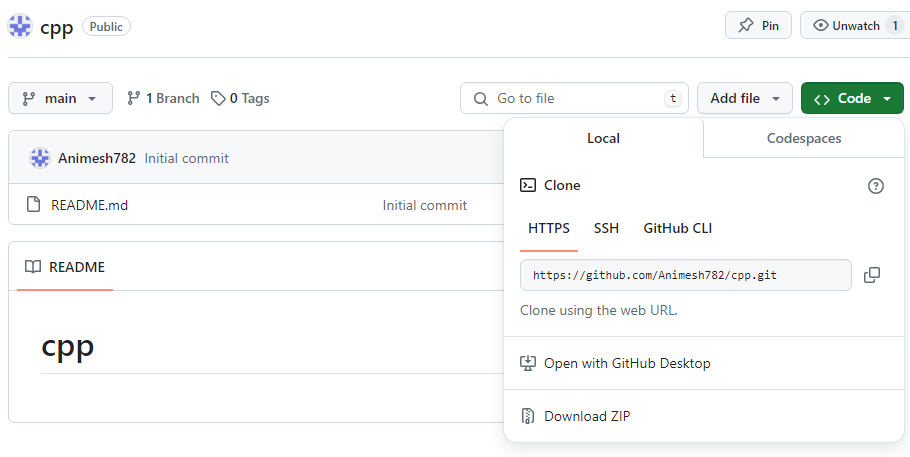 cpp Public Pin Unwatch 1
main 1 Branch 0 Tags Go to file t Add file Code
Local Codespaces
Animesh782 Initial commit
Clone
README.md Initial commit
HTTPS SSH GitHub CLI
README
https://github.com/Animesh782/cpp.git
Clone using the web URL.
cpp
Open with GitHub Desktop
Download ZIP